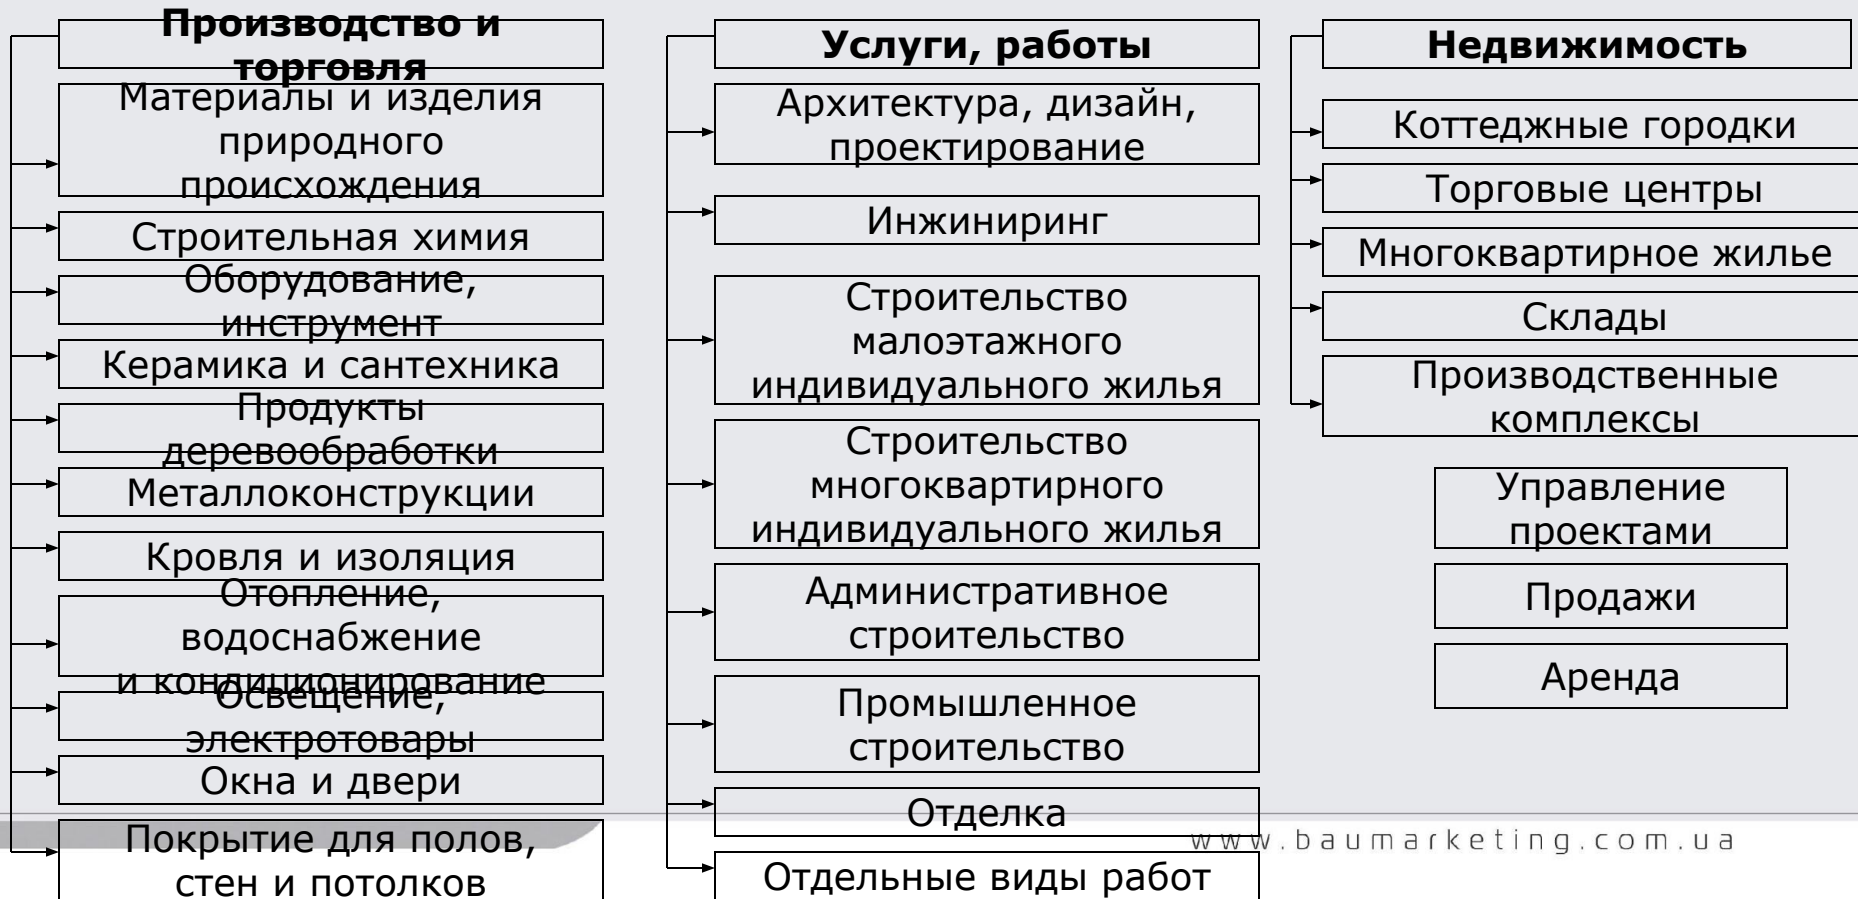 Производство и
торговля
Материалы и изделия
природного
происхождения
Строительная химия
Оборудование,
инструмент
Керамика и сантехника
Продукты
деревообработки
Металлоконструкции
Кровля и изоляция
Отопление,
водоснабжение
и кондиционирование
Освещение,
электротовары
Окна и двери
Покрытие для полов,
стен и потолков
Услуги, работы
Архитектура, дизайн,
проектирование
Инжиниринг
Строительство
малоэтажного
индивидуального жилья
Строительство
многоквартирного
индивидуального жилья
Административное
строительство
Промышленное
строительство
Отделка
Отдельные виды работ
Недвижимость
Коттеджные городки
Торговые центры
Многоквартирное жилье
Склады
Производственные
комплексы
Управление
проектами
Продажи
Аренда
www.baumarketing.com.ua